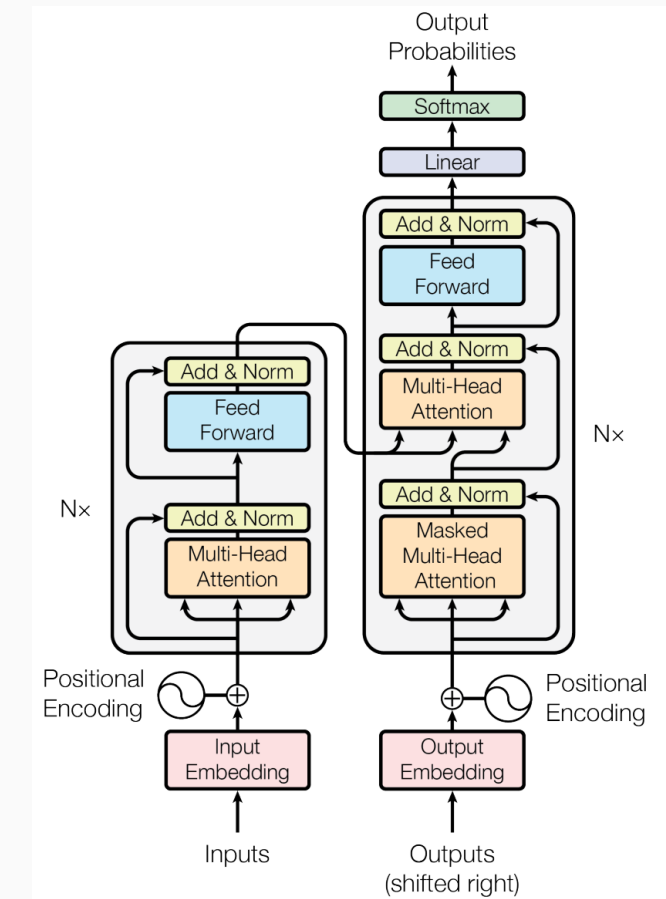 Output
Probabilities
Softmax
Linear
Add & Norm
Feed
Forward
Add & Norm
Multi-Head
Attention
Add & Norm
Masked
Multi-Head
Attention
Nx
Add & Norm
Feed
Forward
Add & Norm
Multi-Head
Attention
Nx
Positional
Encoding
Positional
Encoding
Input
Embedding
Output
Embedding
Inputs
Outputs
(shifted right)